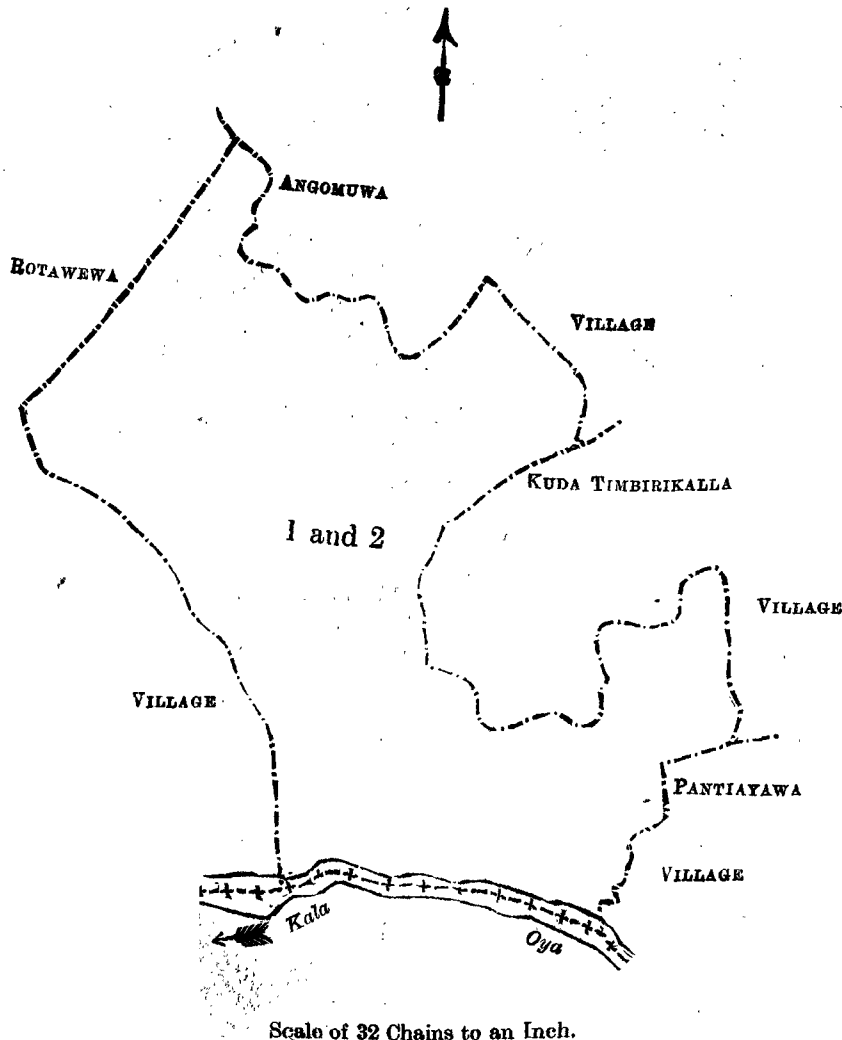 ANGOMUWA
ROTAWEWA
VILLAGE
KUDA TIMBIRIKALLA
1 and 2
VILLAGE
VILLAGE
PANTIAYAWA
VILLAGE
Kala
Oya
Scale of 32 Chains to an Inch.